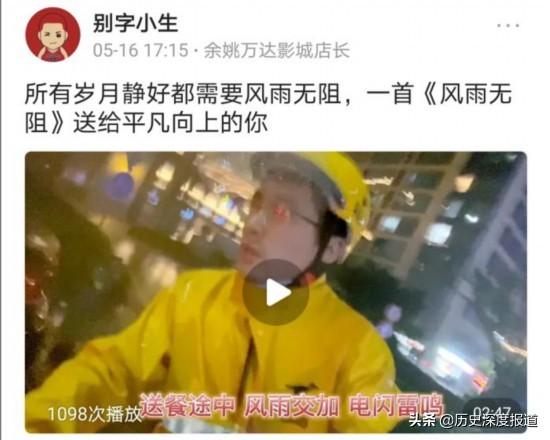 别字小生
05-16 17:15·余姚万达影城店长
所有岁月静好都需要风雨无阻，一首《风雨无
阻》送给平凡向上的你
送餐途中 风雨交加 电闪雷鸣
1098次播放
02:47
头条 @历史深度报道